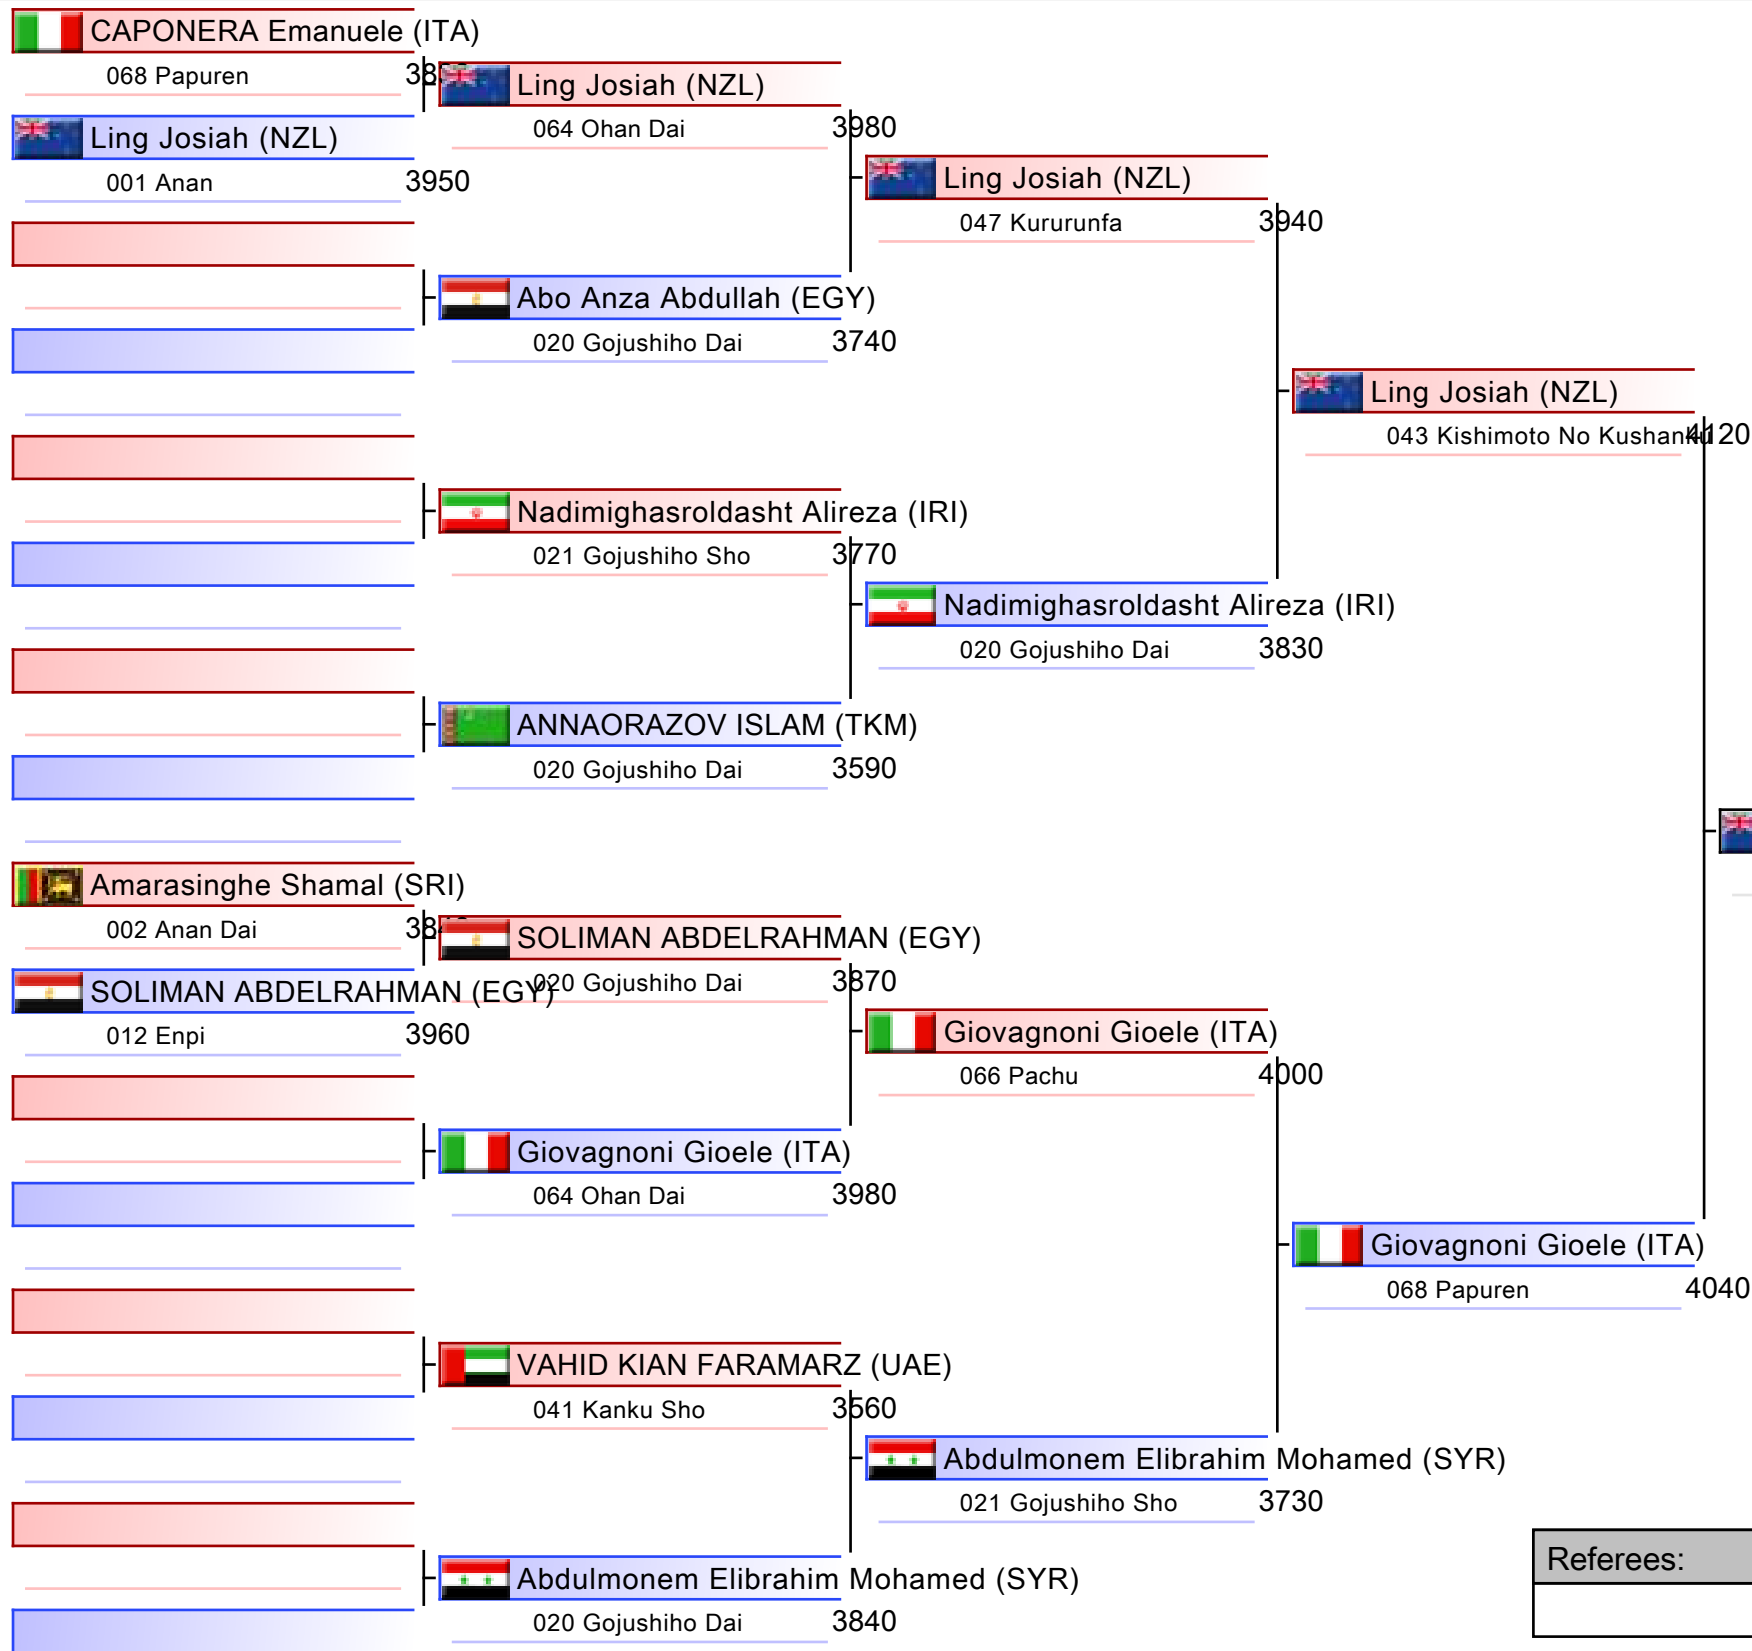 CAPONERA Emanuele (ITA)
068 Papuren
Ling Josiah (NZL)
001 Anan 3950
Ling Josiah (NZL)
064 Ohan Dai 3980
Abo Anza Abdullah (EGY)
020 Gojushiho Dai 3740
Ling Josiah (NZL)
047 Kururunfa 3940
Nadimighasroldasht Alireza (IRI)
021 Gojushiho Sho 3770
ANNAORAZOV ISLAM (TKM)
020 Gojushiho Dai 3590
Nadimighasroldasht Alireza (IRI)
020 Gojushiho Dai 3830
Ling Josiah (NZL)
043 Kishimoto No Kushanku 4120
Amarasinghe Shamal (SRI)
002 Anan Dai
SOLIMAN ABDELRAHMAN (EGY)
012 Enpi 3960
SOLIMAN ABDELRAHMAN (EGY)
020 Gojushiho Dai 3870
Giovagnoni Gioele (ITA)
064 Ohan Dai 3980
Giovagnoni Gioele (ITA)
066 Pachu 4000
VAHID KIAN FARAMARZ (UAE)
041 Kanku Sho 3560
Abdulmonem Elibrahim Mohamed (SYR)
020 Gojushiho Dai 3840
Abdulmonem Elibrahim Mohamed (SYR)
021 Gojushiho Sho 3730
Giovagnoni Gioele (ITA)
068 Papuren 4040
Referees: